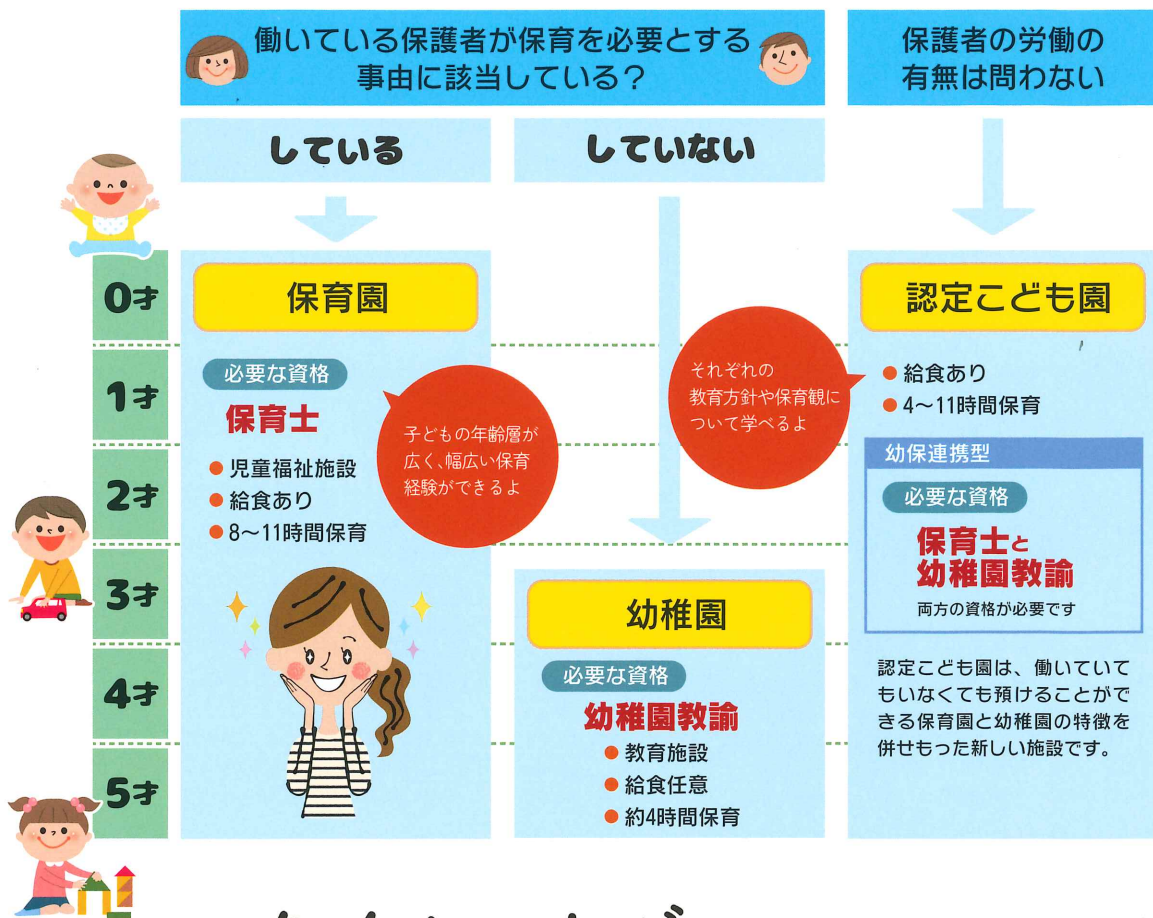 働いている保護者が保育を必要とする
事由に該当している？
保護者の労働の
有無は問わない
している
していない
0才
1才
2才
3才
4才
5才
保育園
必要な資格
保育士
● 児童福祉施設
● 給食あり
● 8～11時間保育
子どもの年齢層が
広く、幅広い保育
経験ができるよ
幼稚園
必要な資格
幼稚園教諭
● 教育施設
● 給食任意
● 約4時間保育
それぞれの
教育方針や保育観に
ついて学べるよ
認定こども園
● 給食あり
● 4～11時間保育
幼保連携型
必要な資格
保育士と
幼稚園教諭
両方の資格が必要です
認定こども園は、働いていて
もいなくても預けることがで
きる保育園と幼稚園の特徴を
併せもった新しい施設です。